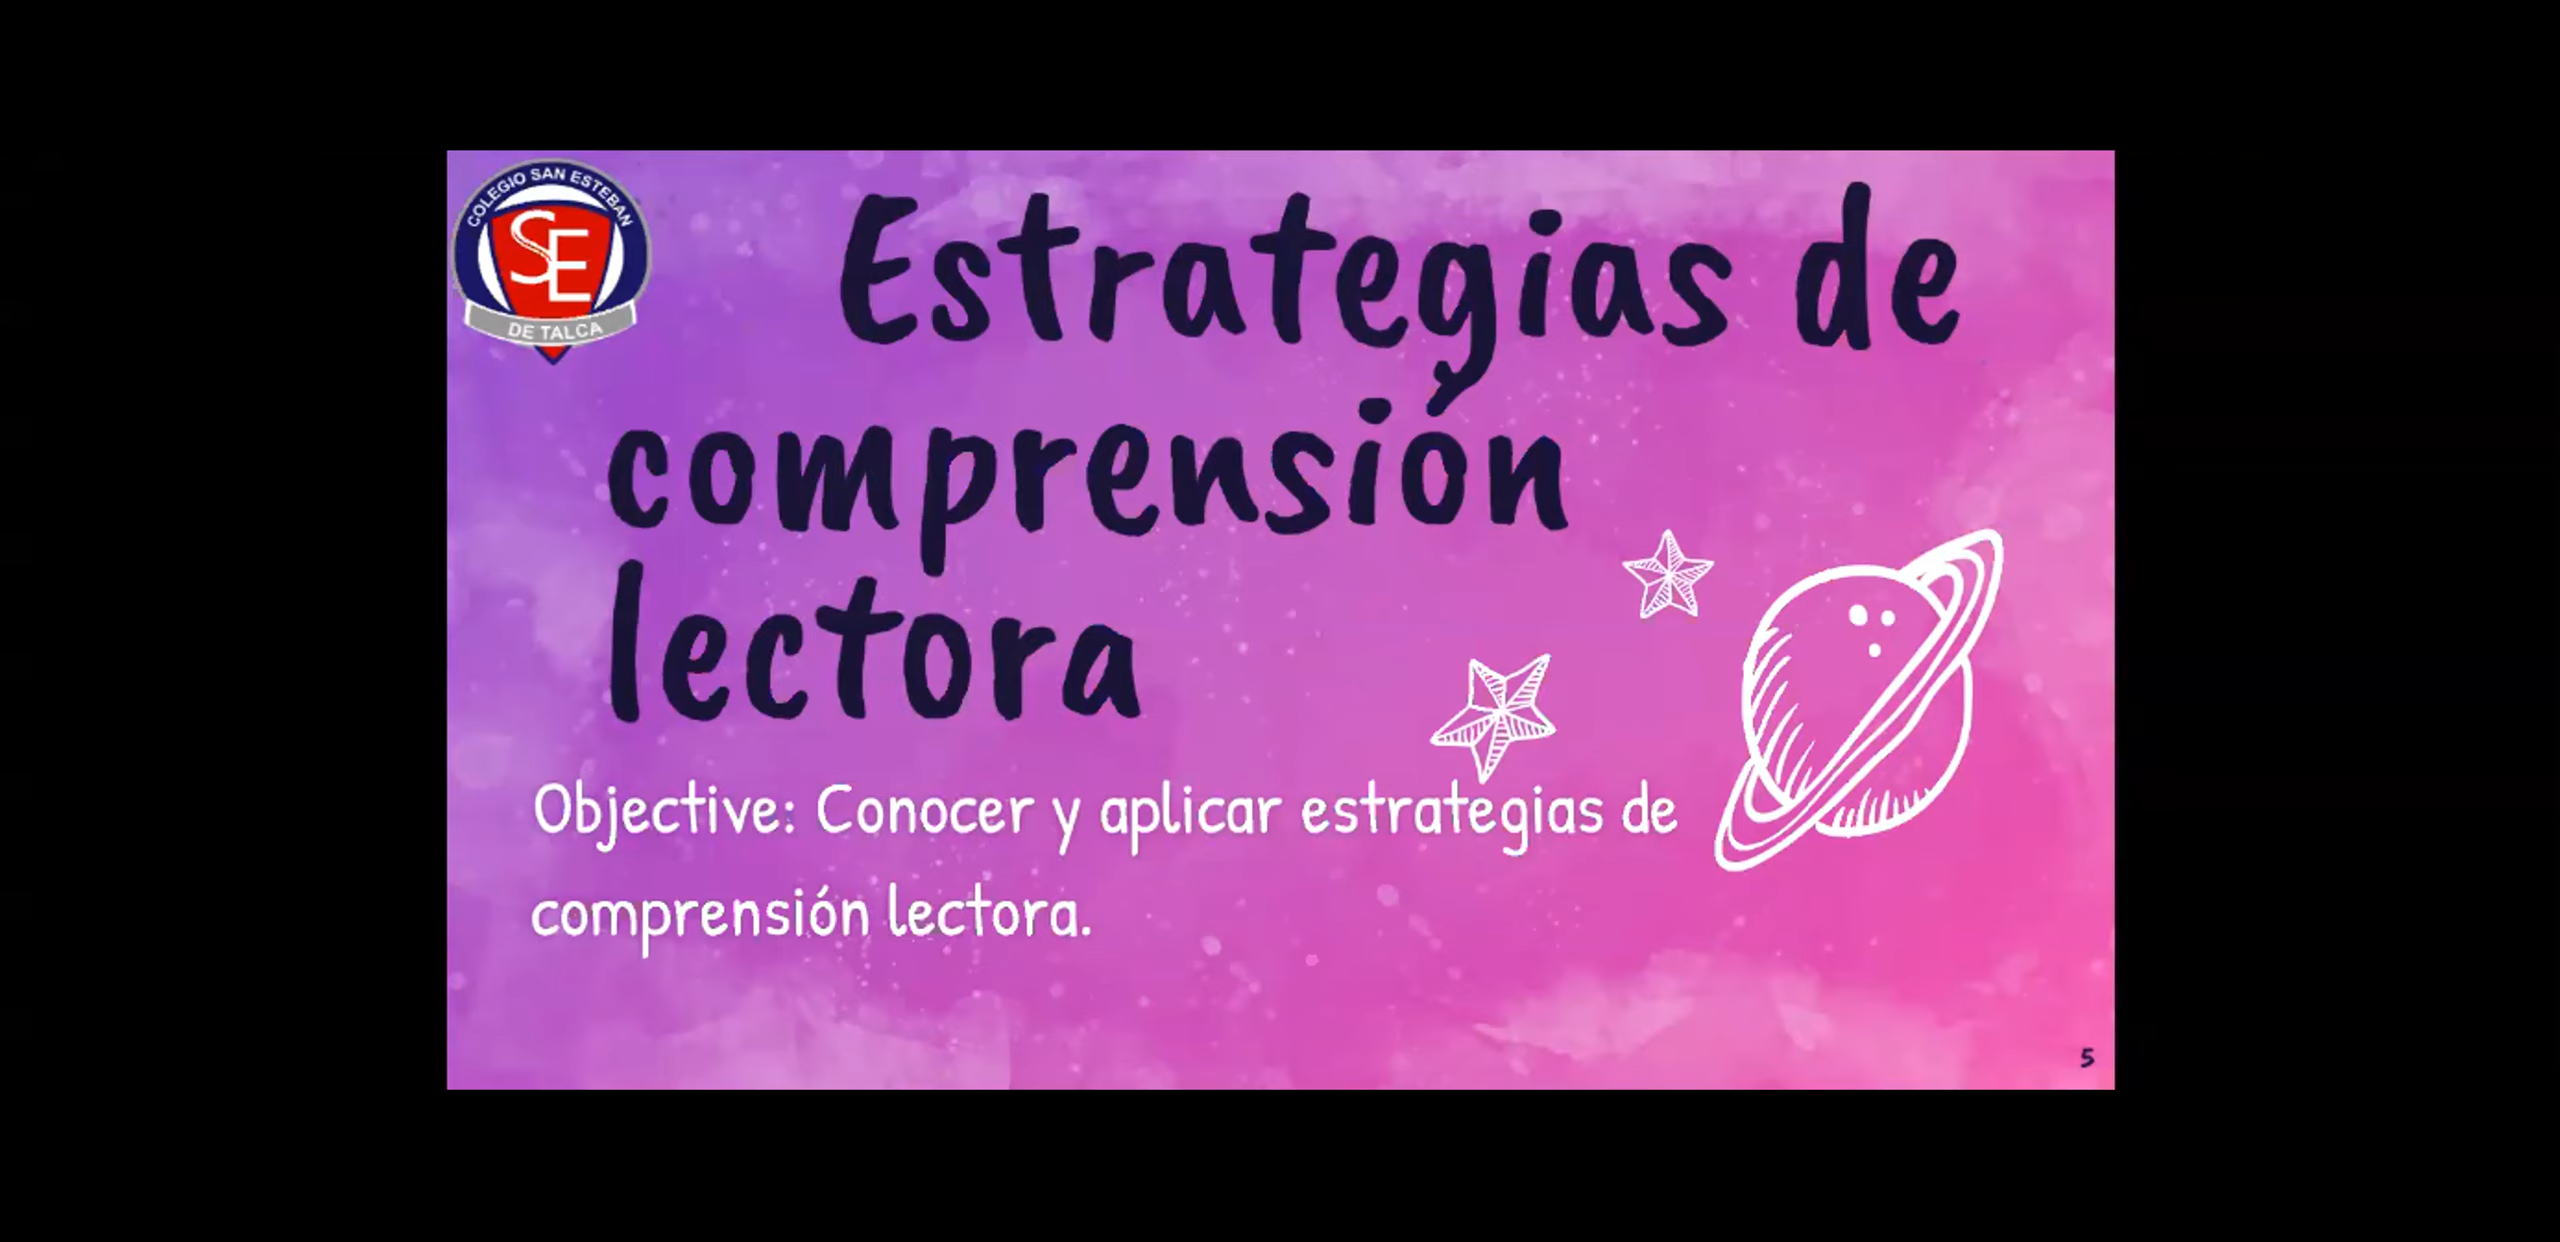 COLEGIO SAN ESTEBAN
SE
DE TALCA
Estrategias de
comprensión
lectora
Objective: Conocer y aplicar estrategias de
comprensión lectora.
5